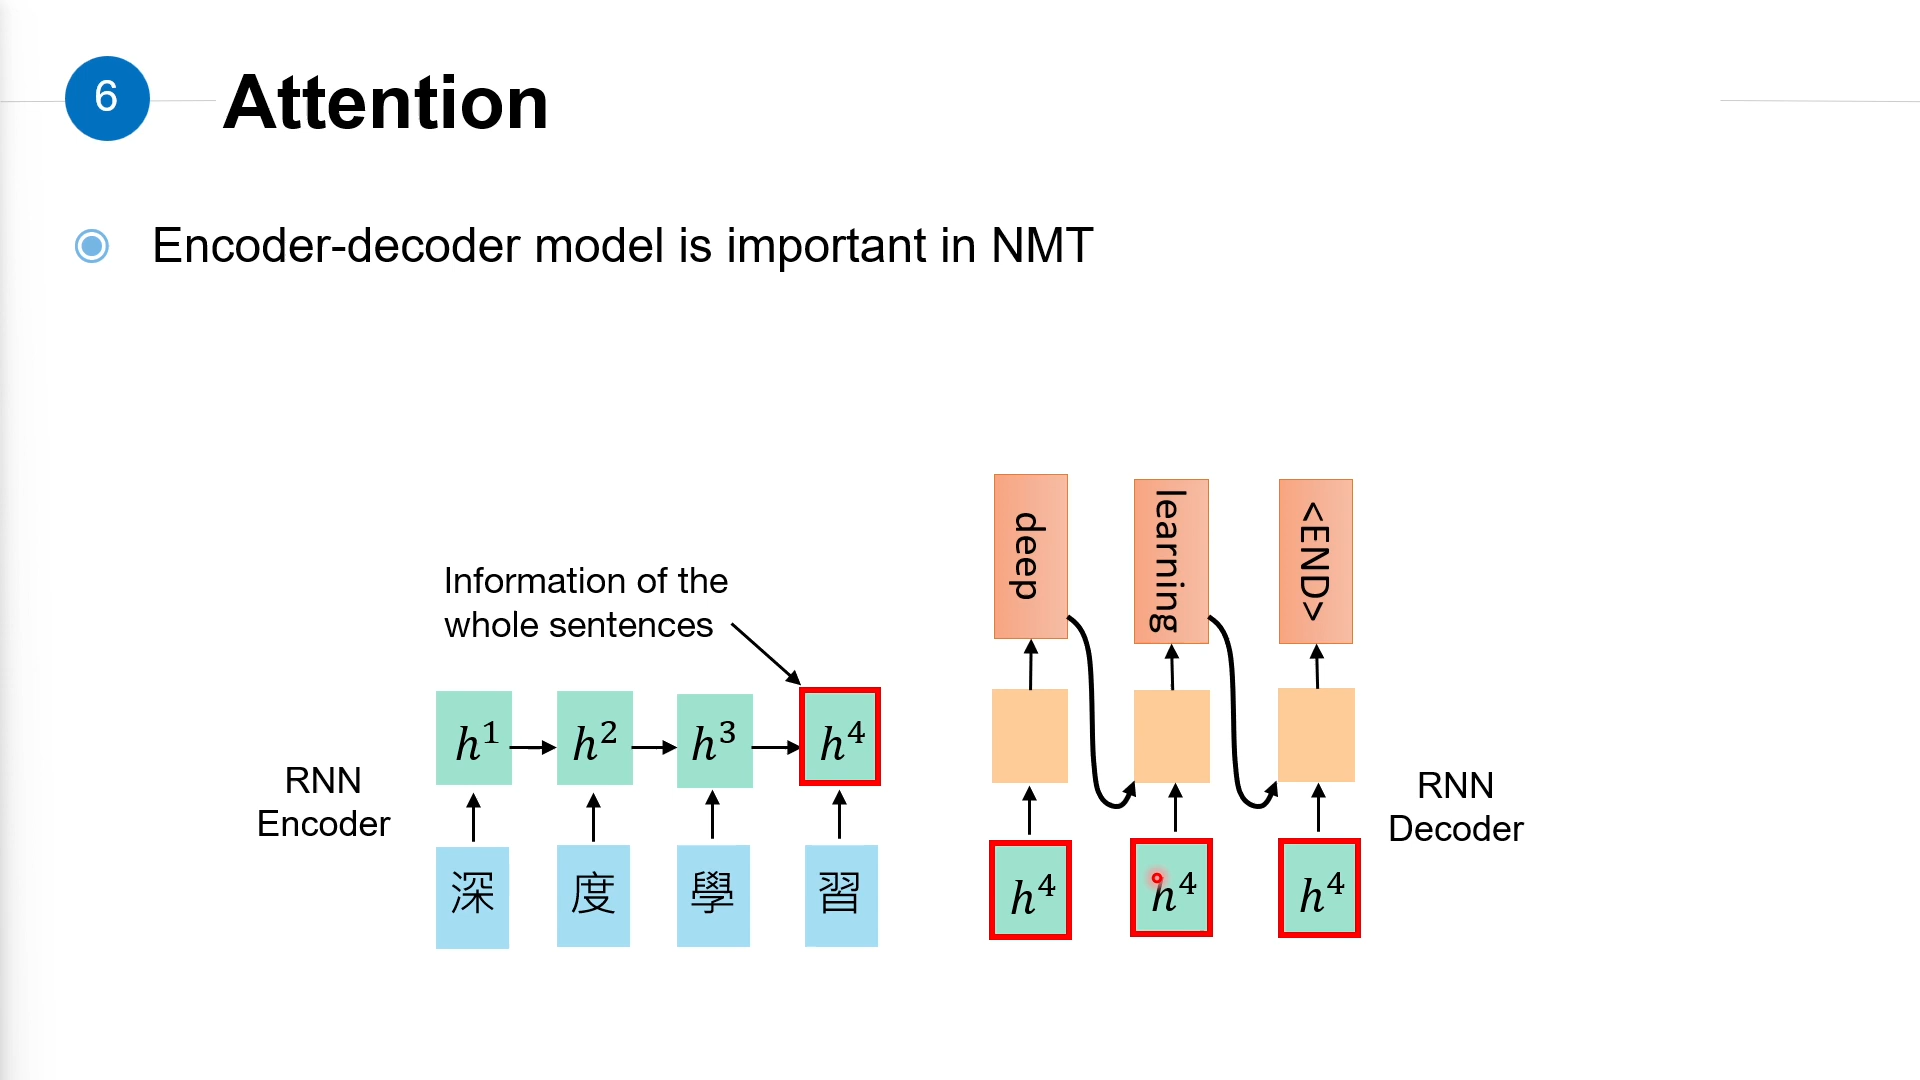 6
Attention
Encoder-decoder model is important in NMT
Information of the
whole sentences
RNN
Encoder
h¹
h²
h³
h⁴
深
度
學
習
deep
learning
<END>
h⁴
h⁴
h⁴
RNN
Decoder